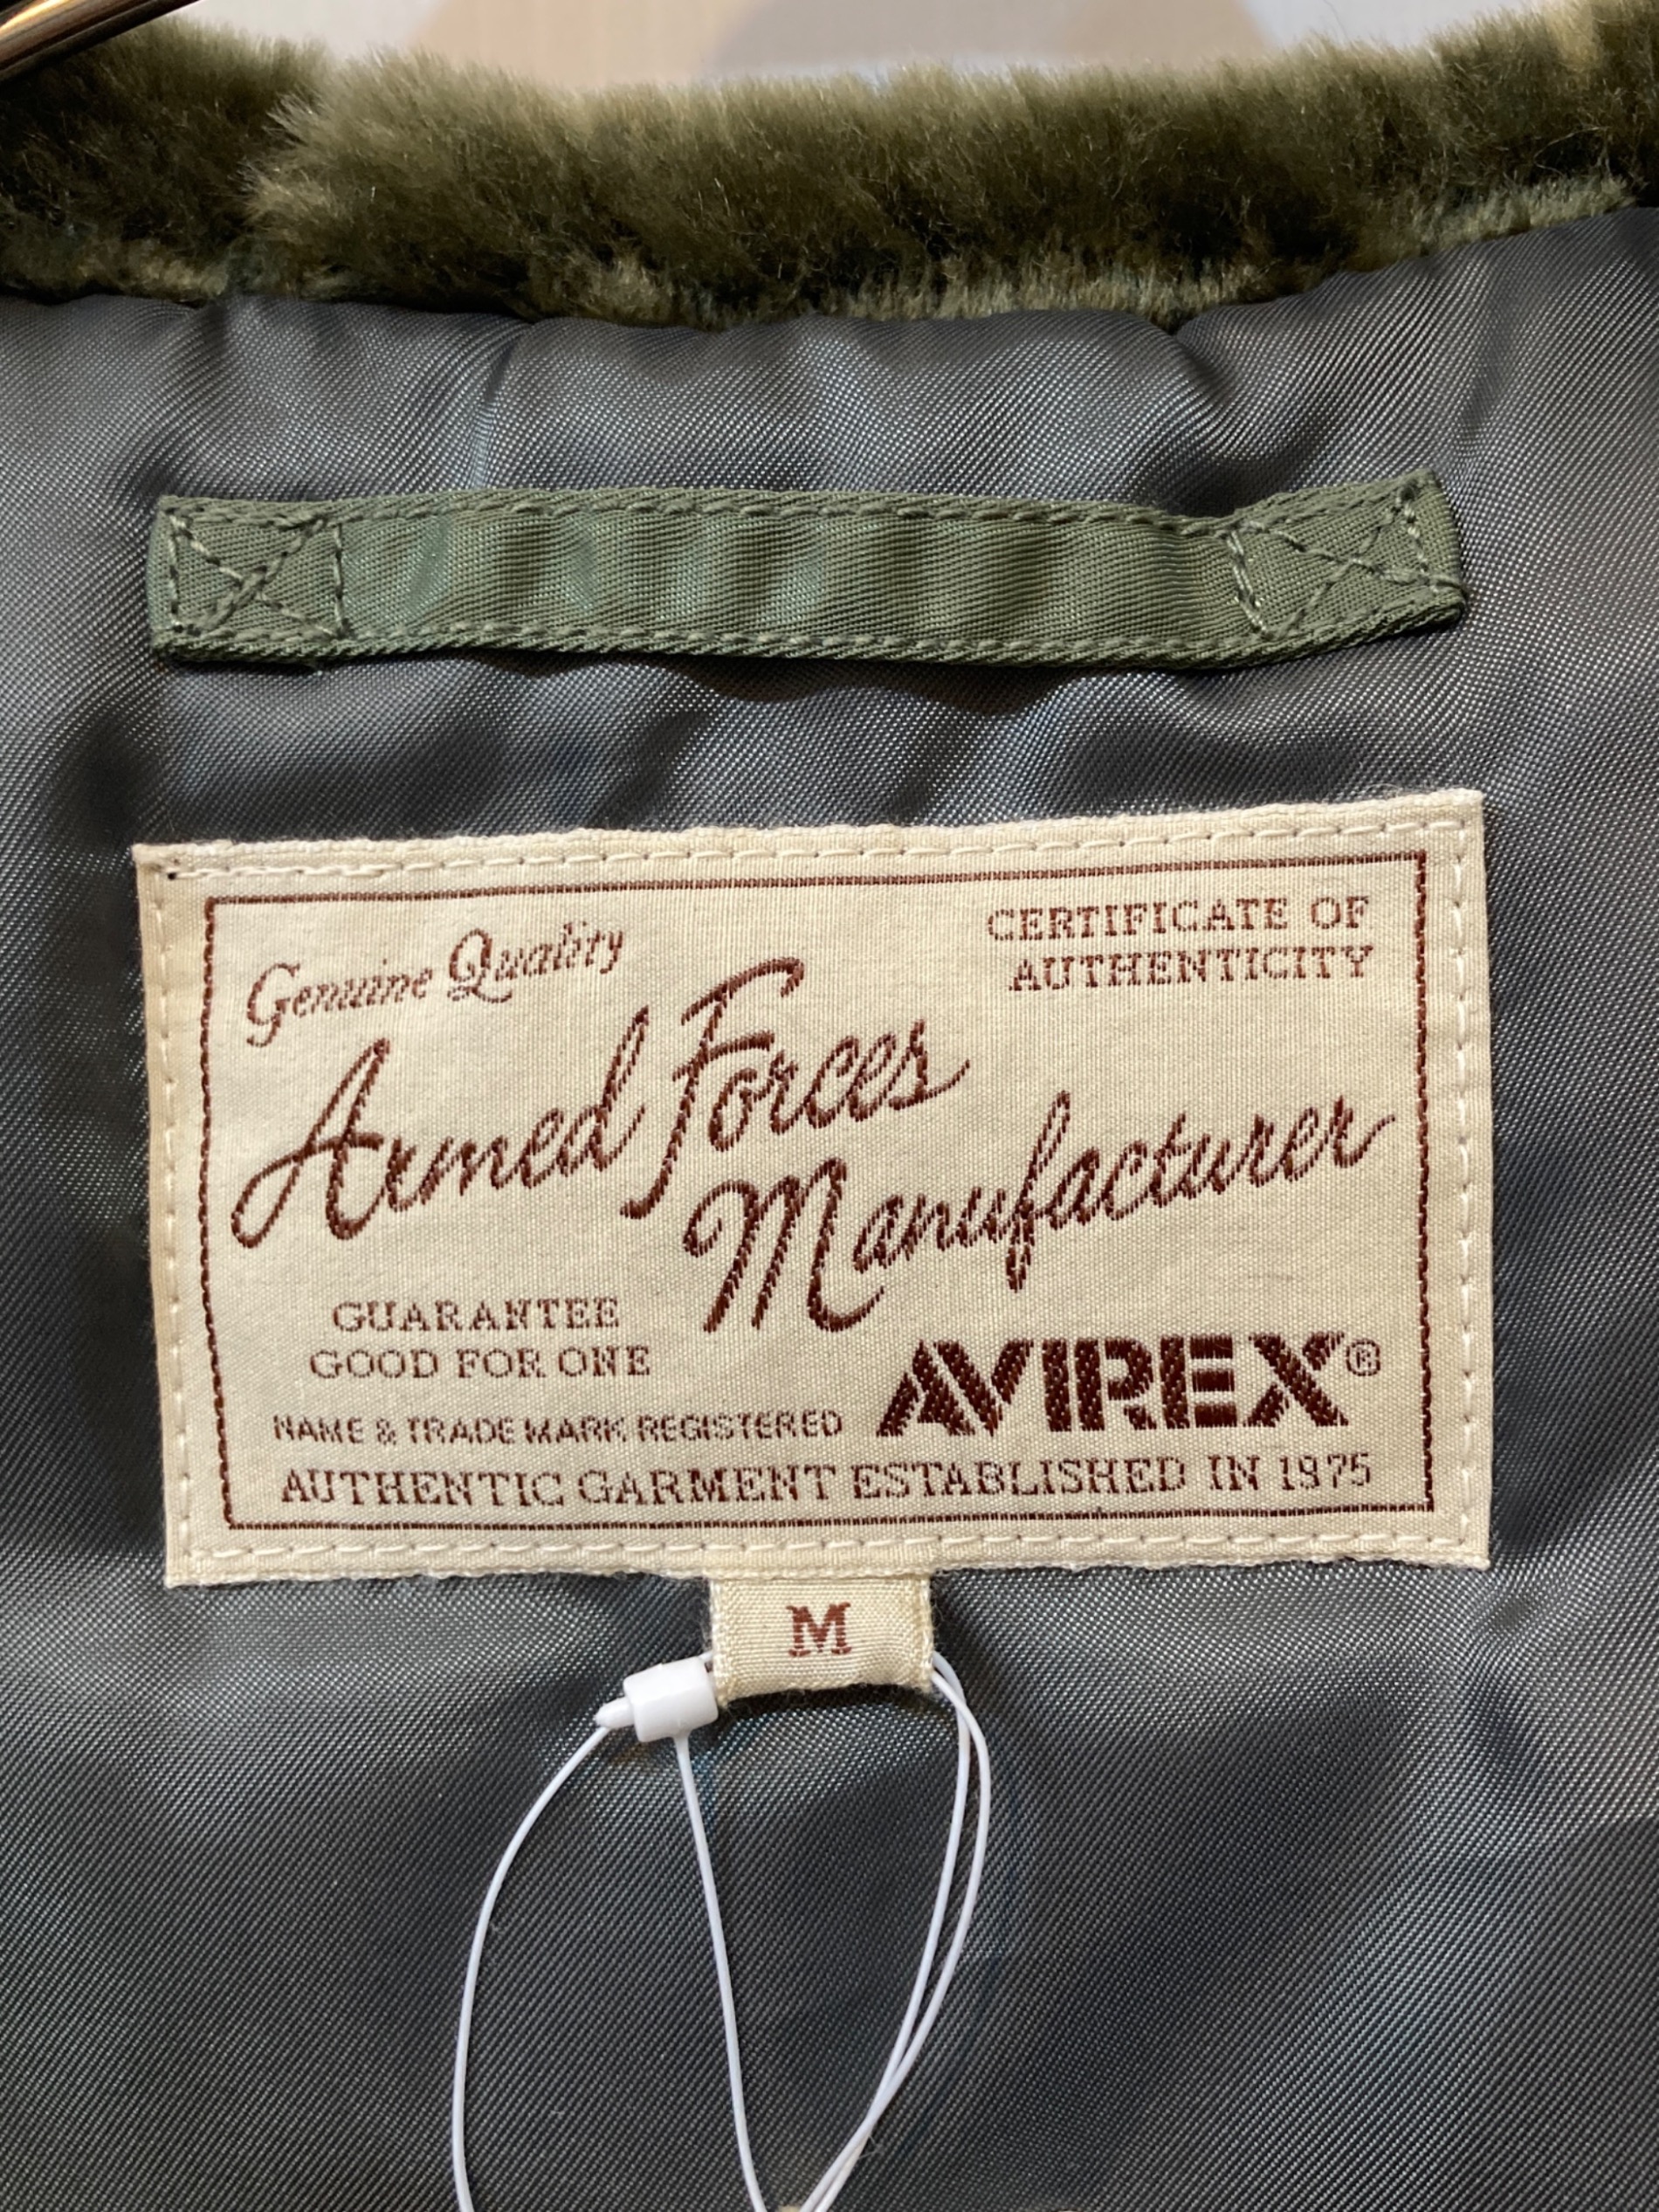 Genuine Quality
CERTIFICATE OF
AUTHENTICITY
Armed Forces
Manufacturer
GUARANTEE
GOOD FOR ONE
AVIREX®
NAME & TRADE MARK REGISTERED
AUTHENTIC GARMENT ESTABLISHED IN 1975
M